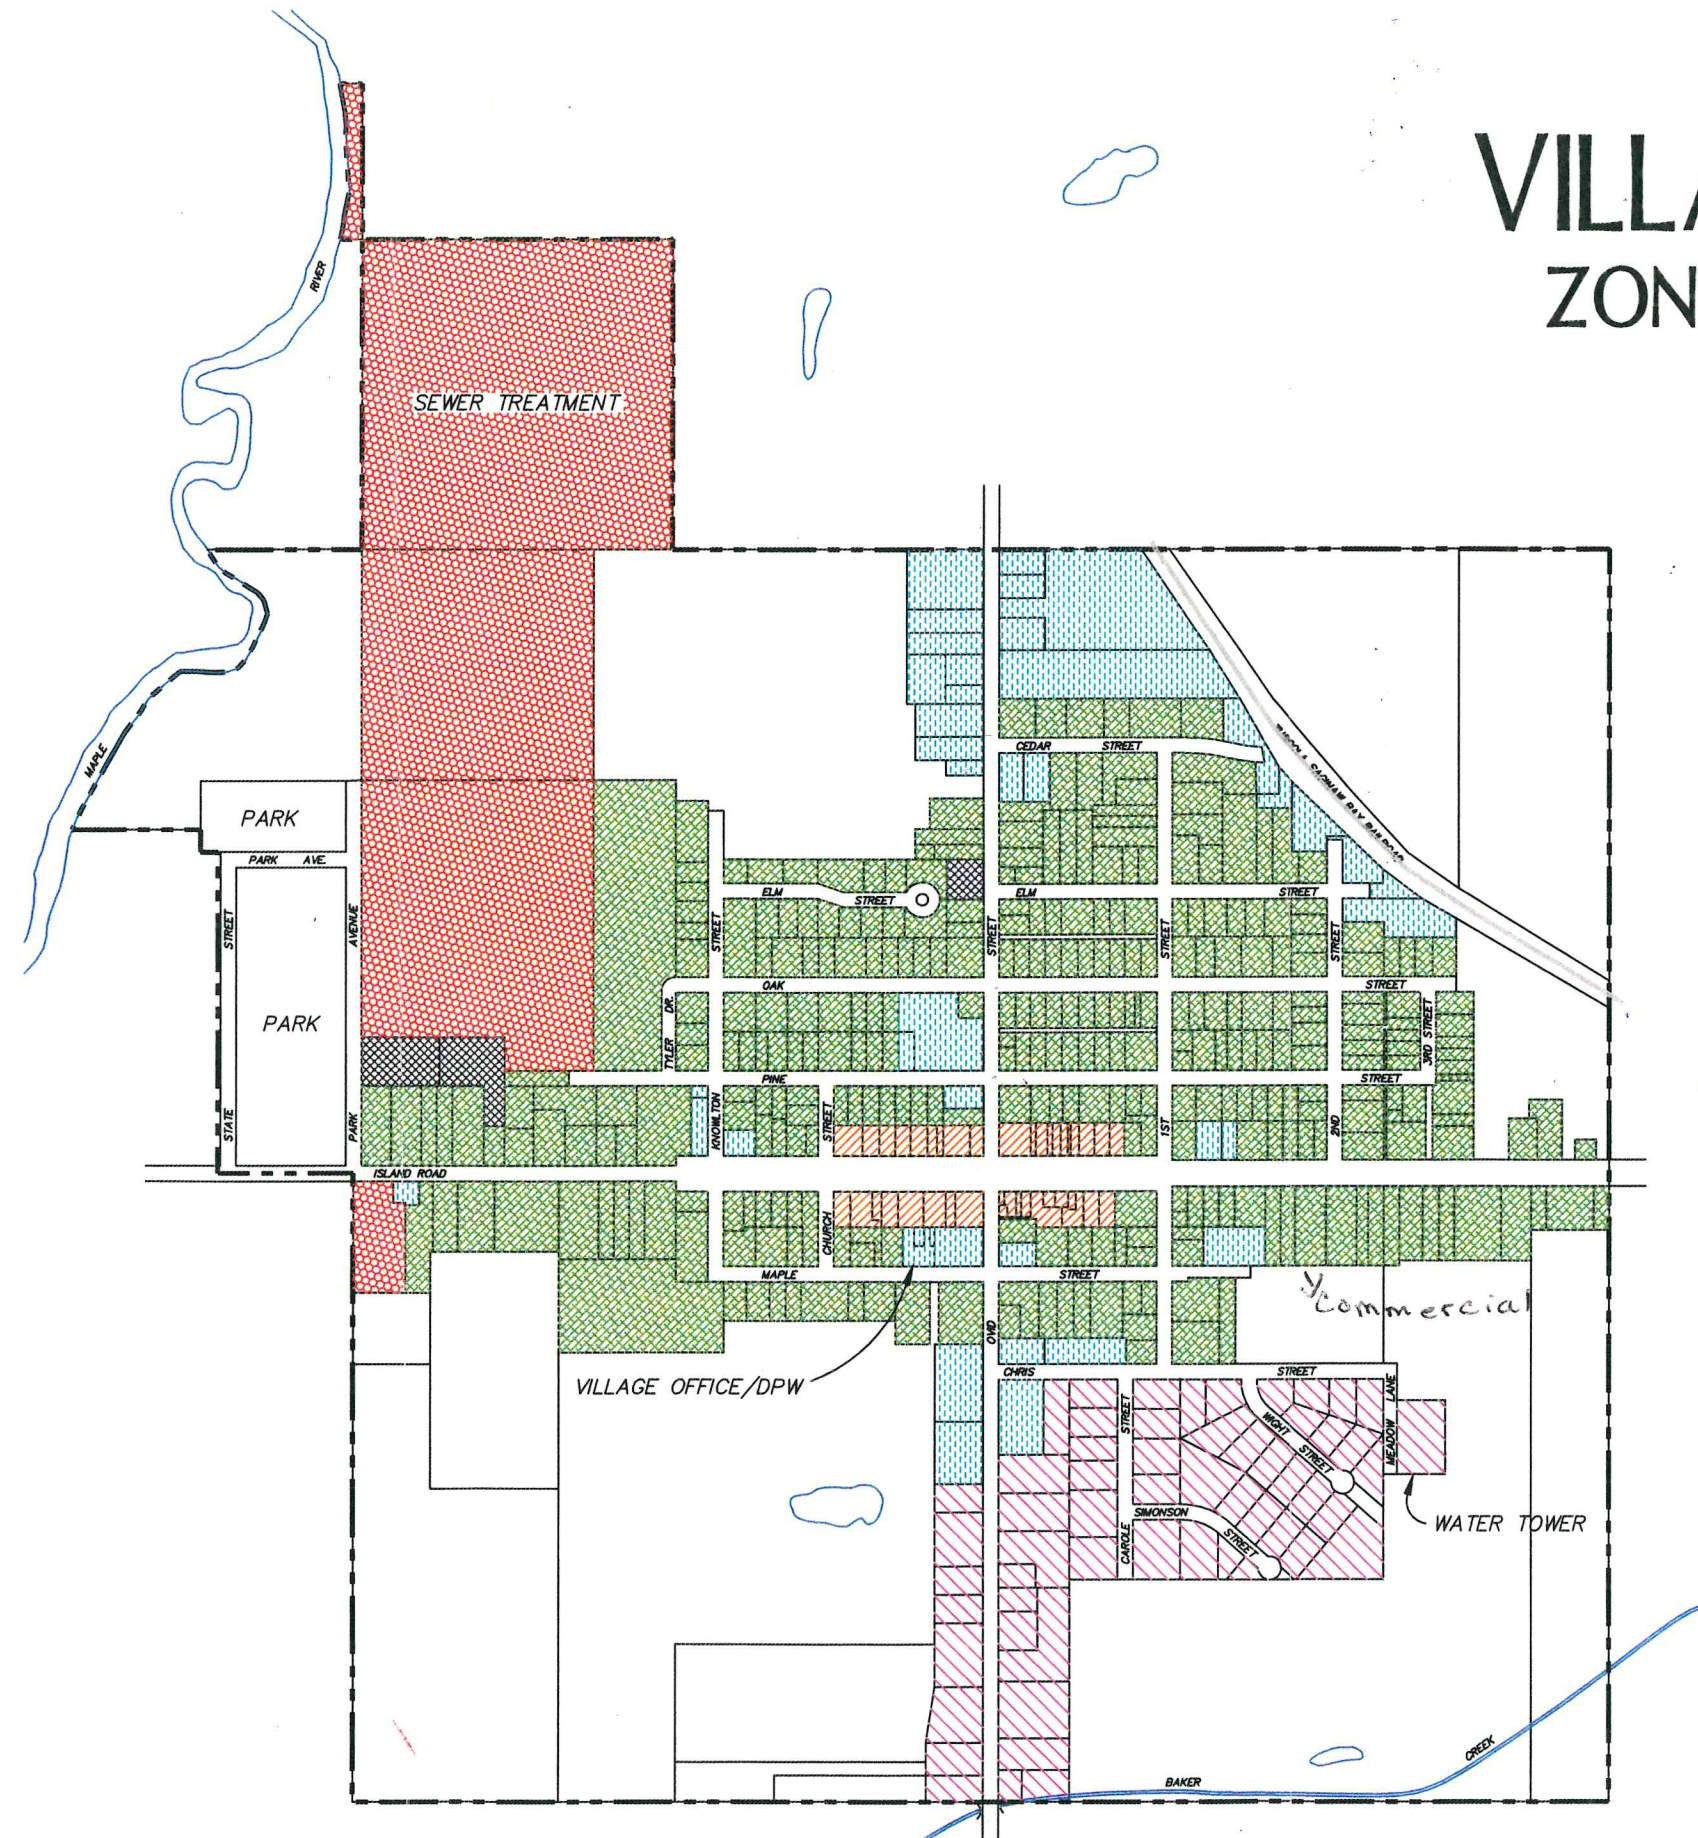 VILLA
ZON
RIVER
SEWER TREATMENT
MAPLE
CEDAR STREET
PARK
PARK AVE.
ELM STREET
ELM STREET
STREET
AVENUE
STREET
STREET
STREET
STREET
OAK STREET
PARK
TYLER DR.
3RD STREET
PINE STREET
STATE
PARK
KNOWLTON
STREET
1ST
2ND
ISLAND ROAD
CHURCH
MAPLE STREET
Commercial
OVID
VILLAGE OFFICE/DPW
CHRIS STREET
STREET
WIGHT STREET
MEADOW LANE
SIMONSON STREET
CAROLE
WATER TOWER
CREEK
BAKER